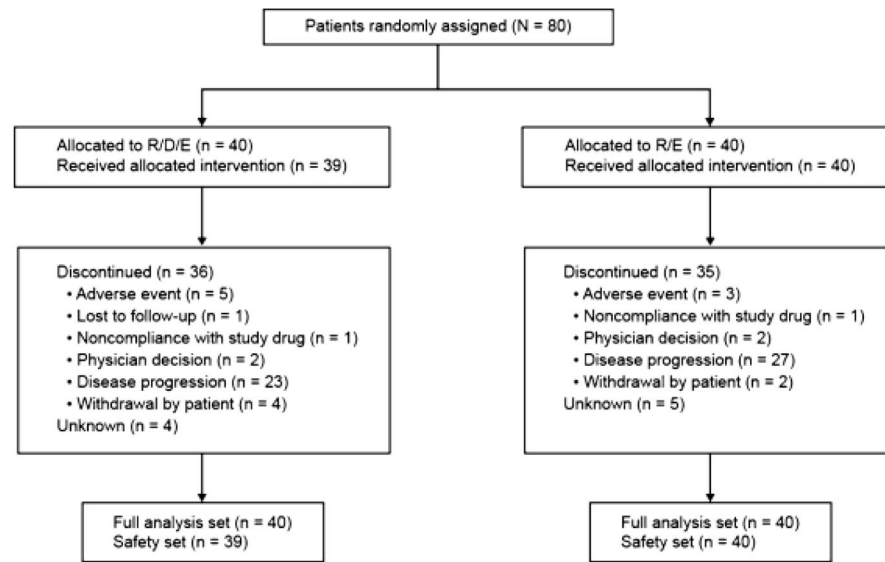 Patients randomly assigned (N = 80)
Allocated to R/D/E (n = 40)
Received allocated intervention (n = 39)
Allocated to R/E (n = 40)
Received allocated intervention (n = 40)
Discontinued (n = 36)
• Adverse event (n = 5)
• Lost to follow-up (n = 1)
• Noncompliance with study drug (n = 1)
• Physician decision (n = 2)
• Disease progression (n = 23)
• Withdrawal by patient (n = 4)
Unknown (n = 4)
Discontinued (n = 35)
• Adverse event (n = 3)
• Noncompliance with study drug (n = 1)
• Physician decision (n = 2)
• Disease progression (n = 27)
• Withdrawal by patient (n = 2)
Unknown (n = 5)
Full analysis set (n = 40)
Safety set (n = 39)
Full analysis set (n = 40)
Safety set (n = 40)